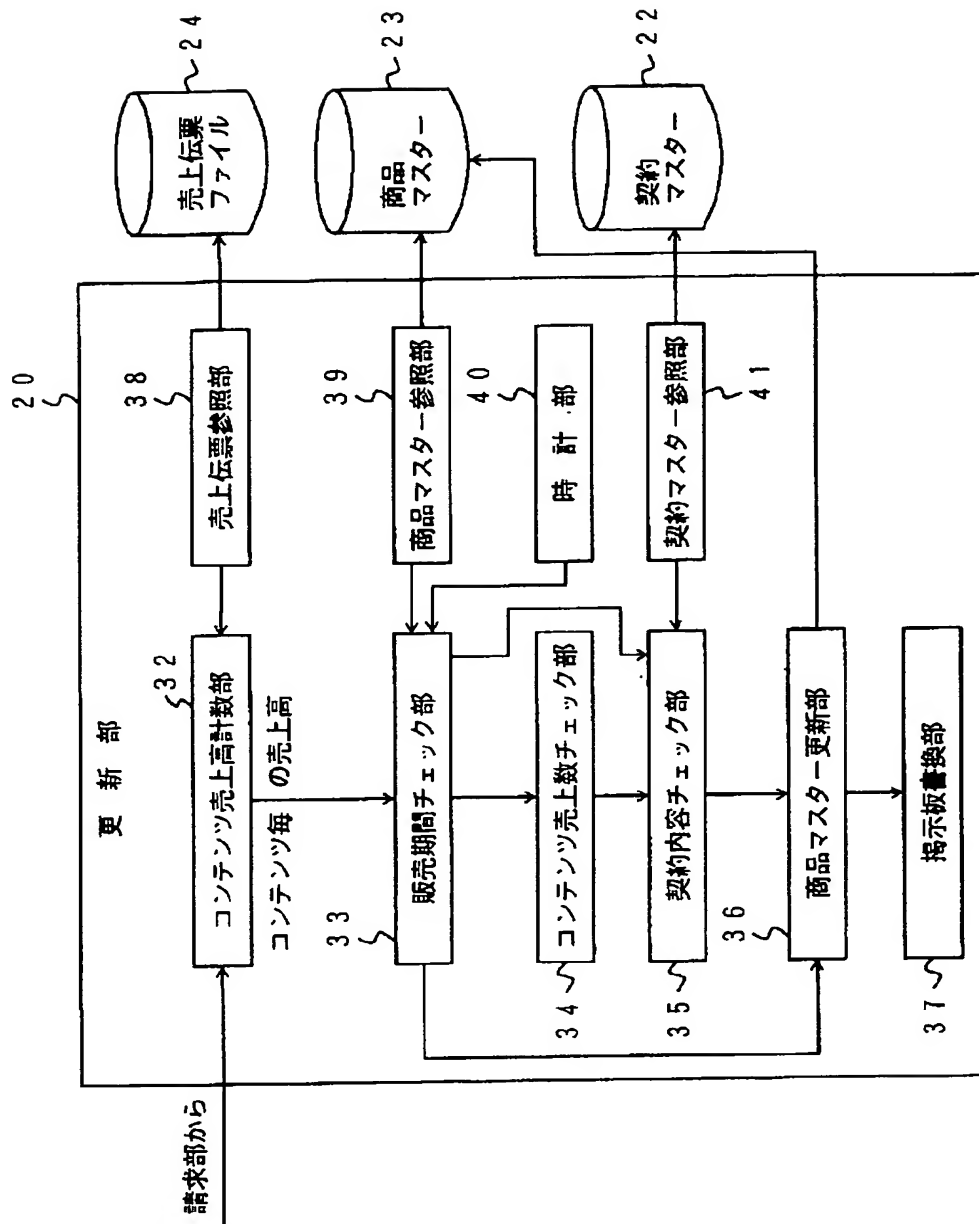 請求部から
更新部
20
コンテンツ売上高計数部
32
コンテンツ毎の売上高
売上伝票参照部
38
売上伝票
ファイル
24
販売期間チェック部
33
商品マスター参照部
39
商品
マスター
23
時計部
40
コンテンツ売上数チェック部
34
契約内容チェック部
35
契約マスター参照部
41
契約
マスター
22
商品マスター更新部
36
掲示板書換部
37